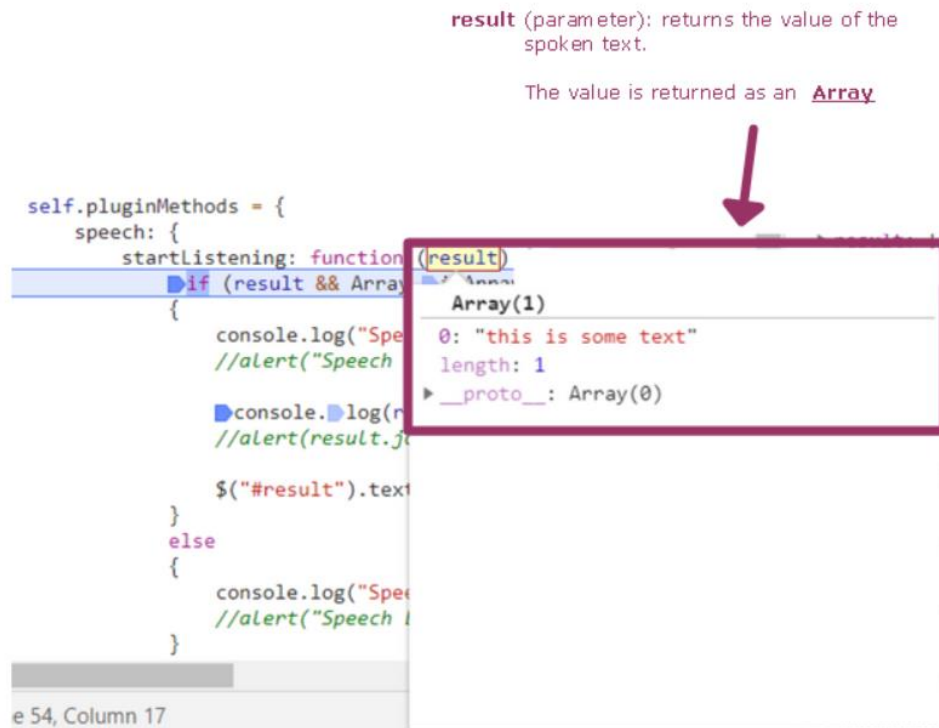 result (parameter): returns the value of the
spoken text.
The value is returned as an Array
self.pluginMethods = {
speech: {
startListening: function (result)
if (result && Array
{
console.log("Spe
//alert("Speech
console.log(r
//alert(result.jo
$("#result").text
}
else
{
console.log("Spee
//alert("Speech
}
Array(1)
0: "this is some text"
length: 1
__proto__: Array(0)
e 54, Column 17